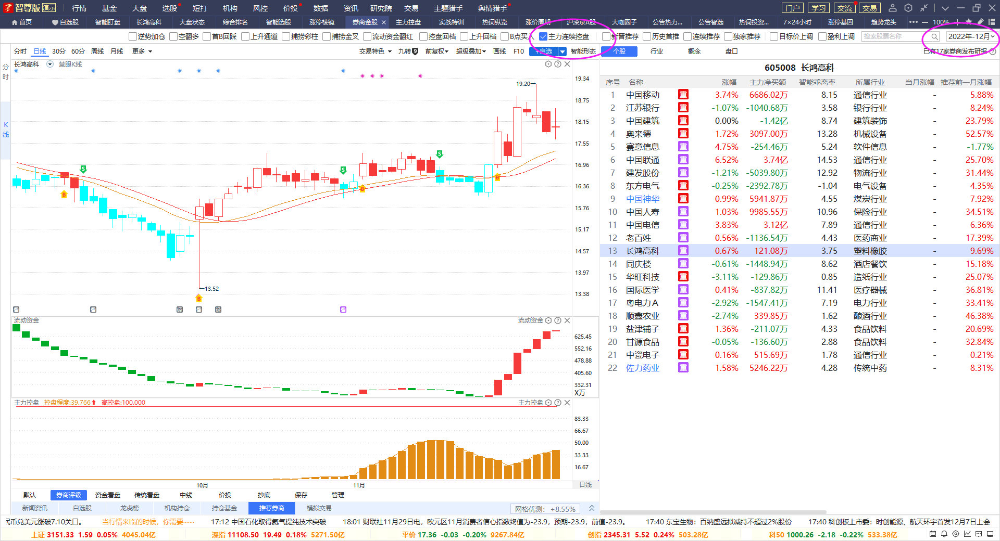 智尊版 演示 行情 基金 大盘 选股 短打 机构 风控 价投 数据 资讯 研究院 交易 主题猎手 舆情猎手 门户 学习 交流 交易
首页 自选股 智能盯盘 长鸿高科 大盘状态 综合排名 智能选股 涨停棱镜 券商金股 主力控盘 实战特训 热词纵览 涨价周期 沪深京A股 大咖圈子 公告热力... 公告智选 热词投资... 7×24小时 涨停基因 趋势龙头 ••• 100%
逆势加仓 空翻多 首B回踩 上升通道 捕捞彩柱 捕捞金叉 流动资金翻红 控盘回档 上升回档 B点买入 主力连续控盘 新晋推荐 历史首推 连续推荐 独家推荐 目标价上调 盈利上调 搜索股票名称 2022年-12月
分时 日线 30分 60分 周线 月线 更多 交易特色 九转 9 前复权 超级叠加 画线 F10 +自选 智能形态 个股 行业 概念 盘口 已有17家券商发布研报
分时
K线
长鸿高科 慧眼K线
19.20
13.52
S
S
S
B
B
B
B
19.34
18.75
18.15
17.55
16.96
16.36
15.76
15.17
14.57
13.97
13.38
流动资金 流动资金
625.45
552.16
478.88
405.60
332.31
X万
主力控盘 控盘程度:39.766 高控盘:100.000 主力控盘
83.33
66.67
50.00
33.33
16.67
10月 11月 日线
605008 长鸿高科
序号 名称 涨幅 主力净买额 智能乖离率 所属行业 当月涨幅 推荐前一月涨幅
1 中国移动 重 3.74% 6686.02万 8.15 通信行业 - 5.88%
2 江苏银行 重 -1.07% -1040.68万 3.58 银行行业 - 8.24%
3 中国建筑 重 0.00% -1.42亿 8.74 建筑装饰 - 23.79%
4 奥来德 重 1.72% 3097.00万 13.28 机械设备 - 52.57%
5 赛意信息 重 4.75% -254.46万 5.24 软件信息 - -1.77%
6 中国联通 重 6.52% 3.74亿 14.53 通信行业 - 25.70%
7 建发股份 重 -1.21% -5039.80万 12.92 物流行业 - 31.44%
8 东方电气 重 -0.25% -2392.78万 -1.04 电气设备 - 4.35%
9 中国神华 重 0.99% 5941.87万 4.55 煤炭行业 - 7.92%
10 中国人寿 重 1.03% 9985.55万 10.96 保险行业 - 34.51%
11 中国电信 重 3.83% 3.12亿 7.89 通信行业 - 6.36%
12 老百姓 重 0.56% -1136.54万 4.43 医药商业 - 17.39%
13 长鸿高科 重 0.67% 121.08万 3.75 塑料橡胶 - 9.69%
14 同庆楼 重 -0.61% -1448.94万 8.62 酒店餐饮 - 15.18%
15 华旺科技 重 -3.11% -129.86万 0.85 造纸行业 - 25.07%
16 国际医学 重 0.41% -837.82万 11.41 医疗器械 - 36.81%
17 粤电力A 重 -2.92% -1547.41万 7.19 电力行业 - 33.41%
18 顺鑫农业 重 -2.74% 339.85万 1.62 酿酒行业 - 46.38%
19 盐津铺子 重 1.36% -211.07万 4.33 食品饮料 - 20.69%
20 甘源食品 重 -0.05% -136.60万 2.88 食品饮料 - 32.84%
21 中瓷电子 重 0.16% 515.69万 1.78 通信行业 - 0.21%
22 佐力药业 重 1.58% 5246.22万 4.28 传统中药 - 8.31%
默认 券商评级 资金看盘 传统看盘 中线 价投 抄底 保存 管理
新闻资讯 自选股 龙虎榜 机构持仓 持仓基金 推荐券商 模拟交易 网格优测: +8.55%
民币兑美元涨破7.10关口。 当行情来临的时候，你需要······ 17:12 中国石化取得氢气提纯技术突破 18:01 财联社11月29日电，欧元区11月消费者信心指数终值为-23.9，预期-23.9，前值-23.9。 17:40 东宝生物：百纳盛远拟减持不超过2%股份 17:40 科创板上市委：时创能源、航天环宇首发12月7日上会
上证 3151.33 1.59 0.05% 4045.04亿 深指 11108.50 19.49 0.18% 5271.50亿 平价 17.36 -0.03 -0.20% 9267.84亿 创指 2345.31 5.52 0.24% 503.28亿 科50 1000.26 -2.18 -0.22% 533.38亿